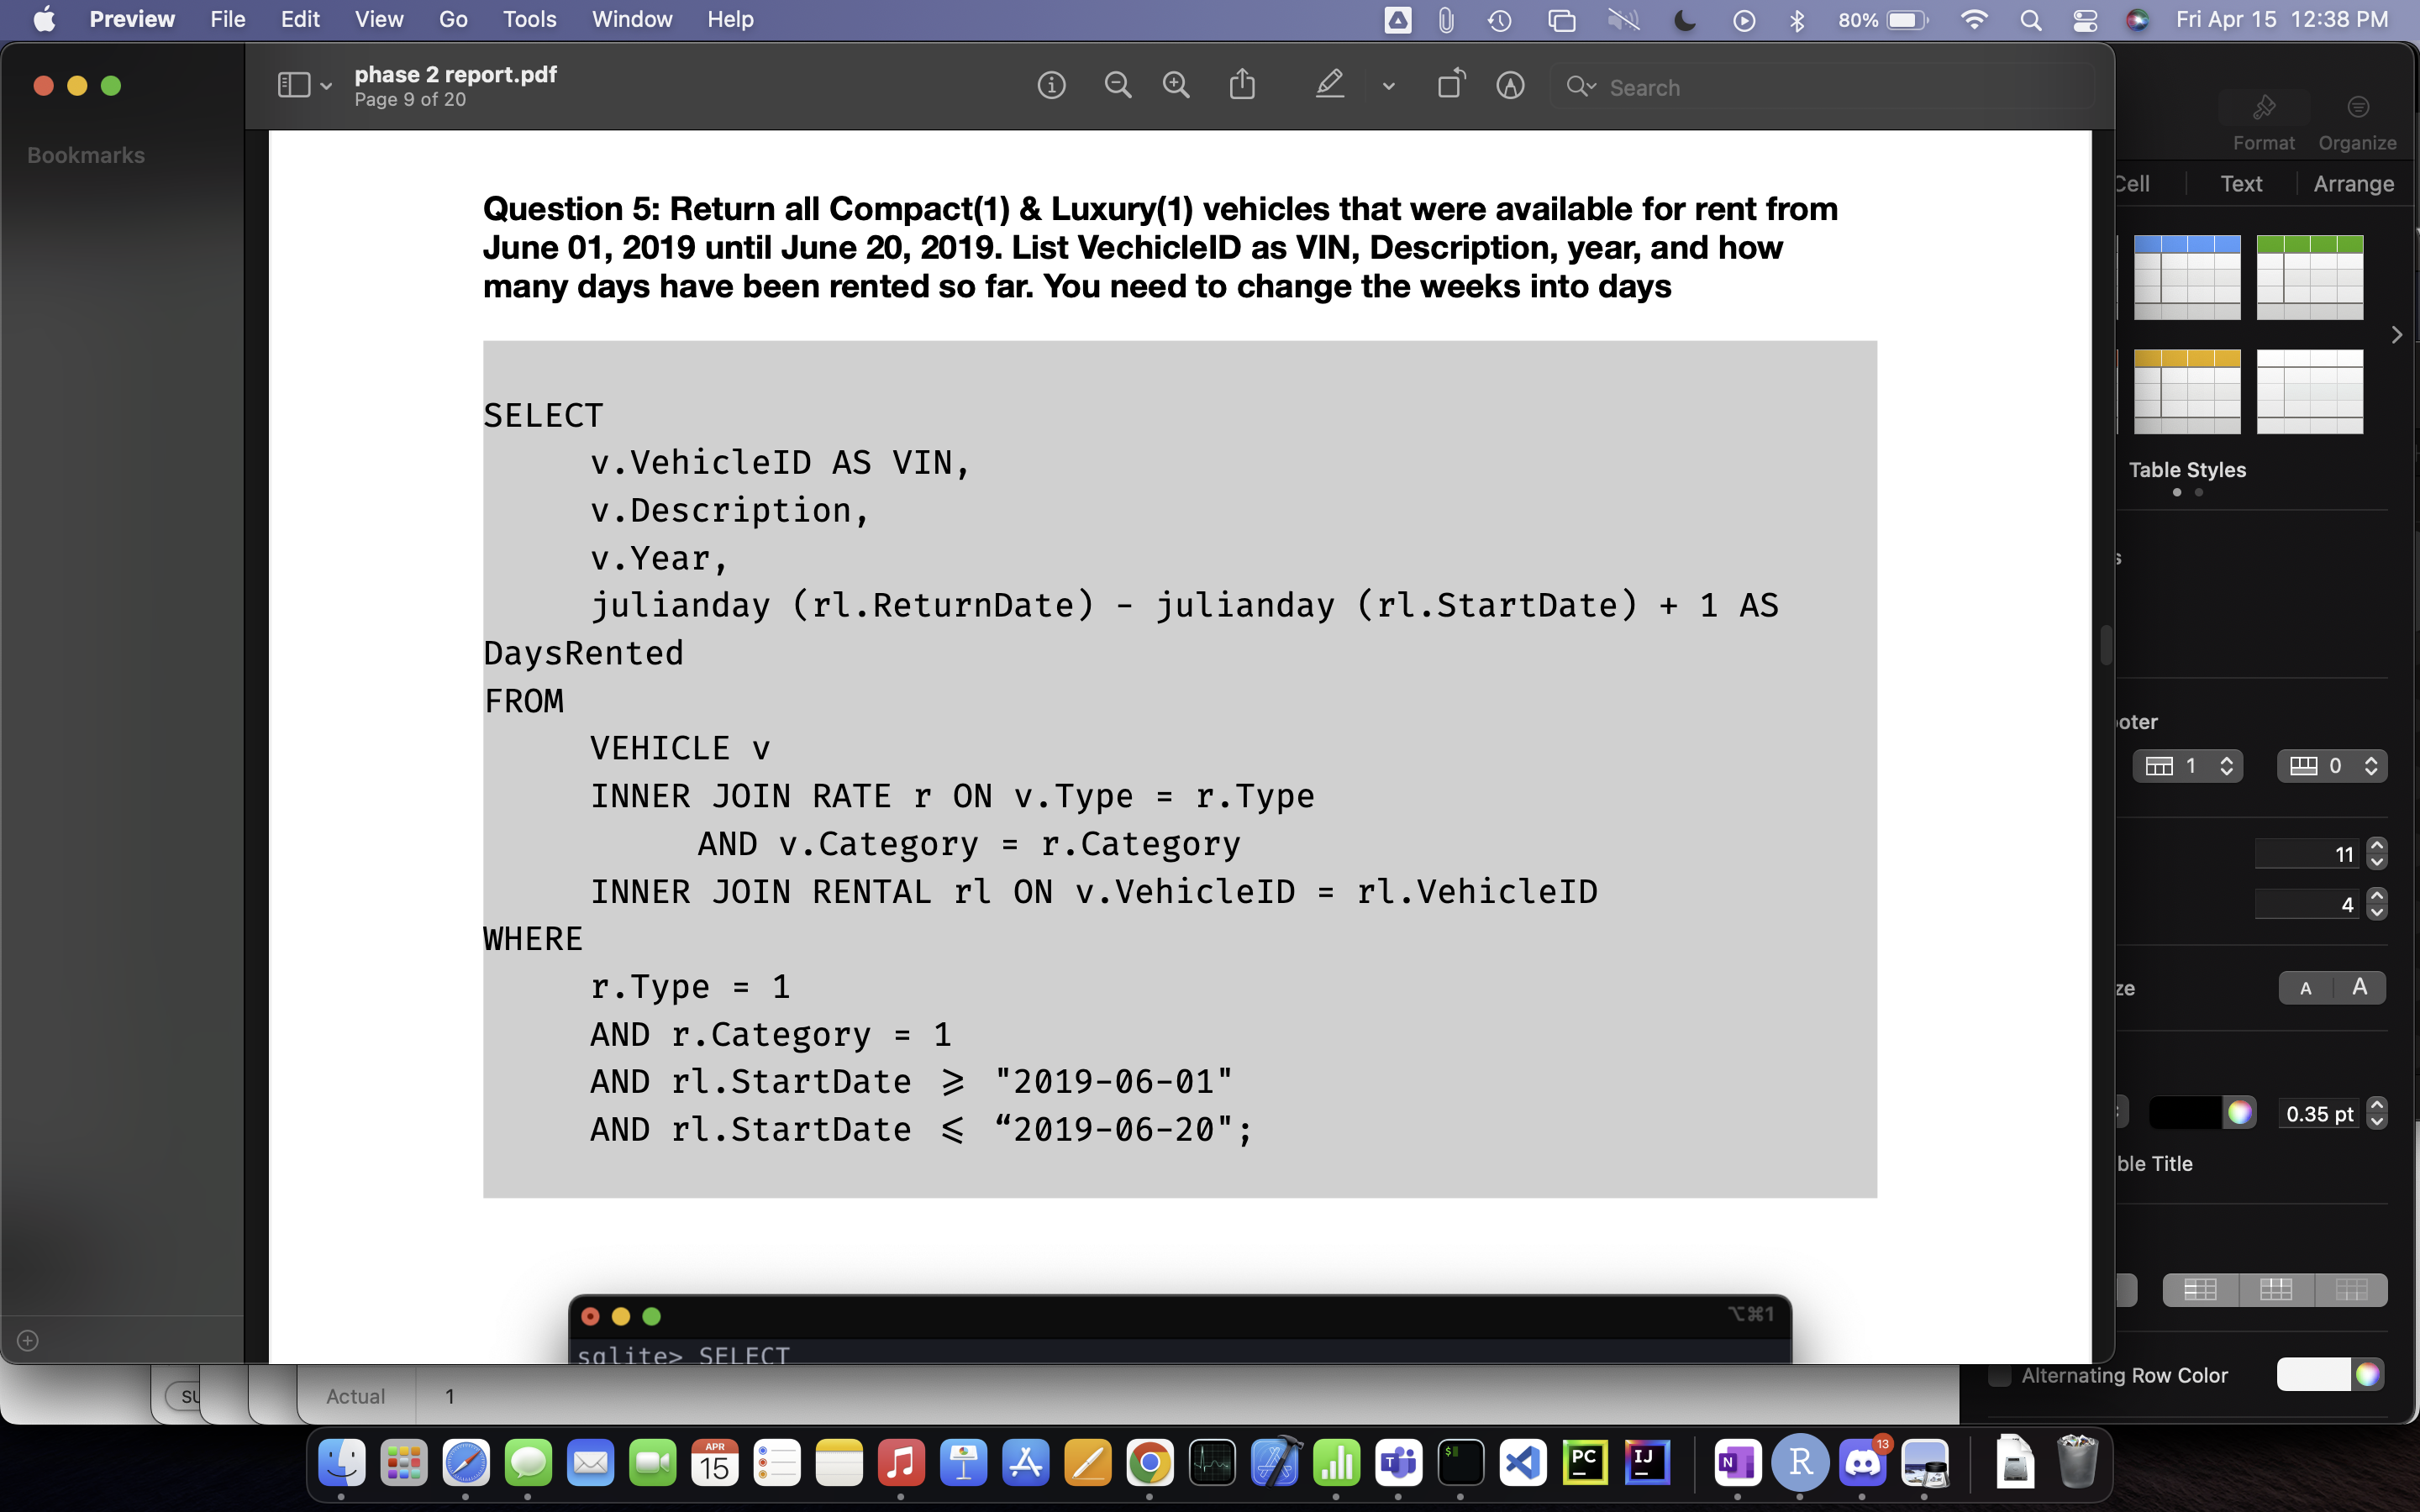 Preview File Edit View Go Tools Window Help 80% Fri Apr 15 12:38 PM
phase 2 report.pdf
Page 9 of 20
Search
Bookmarks
Format Organize
Cell Text Arrange
Question 5: Return all Compact(1) & Luxury(1) vehicles that were available for rent from
June 01, 2019 until June 20, 2019. List VechicleID as VIN, Description, year, and how
many days have been rented so far. You need to change the weeks into days
SELECT
v.VehicleID AS VIN,
v.Description,
v.Year,
julianday (rl.ReturnDate) - julianday (rl.StartDate) + 1 AS
DaysRented
FROM
VEHICLE v
INNER JOIN RATE r ON v.Type = r.Type
AND v.Category = r.Category
INNER JOIN RENTAL rl ON v.VehicleID = rl.VehicleID
WHERE
r.Type = 1
AND r.Category = 1
AND rl.StartDate ⩾ "2019-06-01"
AND rl.StartDate ⩽ “2019-06-20";
⌥⌘1
sqlite> SELECT
Table Styles
s
oter
1 0
11
4
ze
A A
0.35 pt
ble Title
Alternating Row Color
SU
Actual 1
APR
15
13
PC
IJ
N
R
T
$